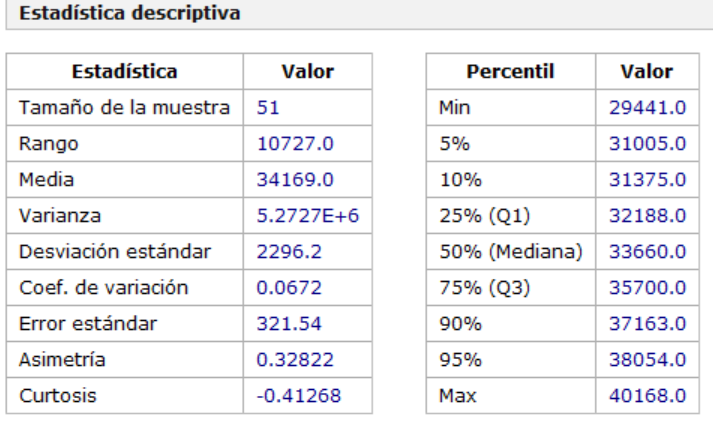 Estadística descriptiva
Estadística Valor
Tamaño de la muestra 51
Rango 10727.0
Media 34169.0
Varianza 5.2727E+6
Desviación estándar 2296.2
Coef. de variación 0.0672
Error estándar 321.54
Asimetría 0.32822
Curtosis -0.41268
Percentil Valor
Min 29441.0
5% 31005.0
10% 31375.0
25% (Q1) 32188.0
50% (Mediana) 33660.0
75% (Q3) 35700.0
90% 37163.0
95% 38054.0
Max 40168.0